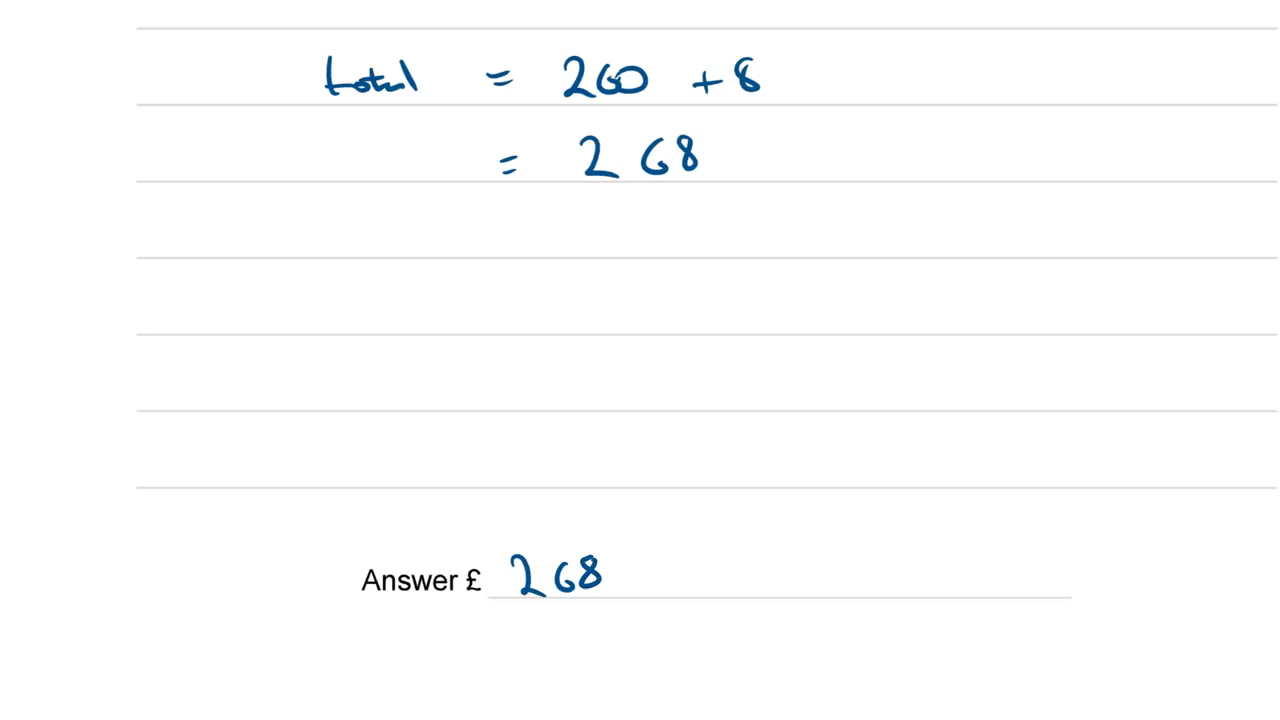 total = 260 + 8
= 268
Answer £ 268